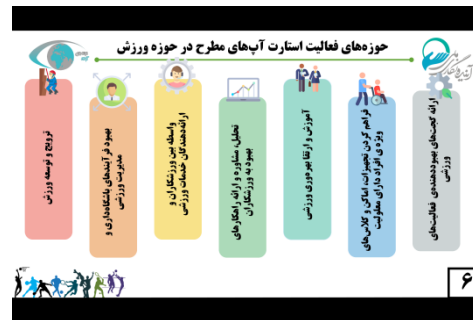 حوزه‌های فعالیت استارت آپ‌های مطرح در حوزه ورزش
ارائه گجت‌های بهبوددهنده‌ی فعالیت‌های
ورزشی
فراهم کردن تجهیزات، اماکن و کلاس‌های
ویژه ی افراد دارای معلولیت
آموزش و ارتقا بهره‌وری ورزشی
تحلیل، مشاوره و ارائه راهکارهای
بهبود به ورزشکاران
واسطه بین ورزشکاران و
ارائه‌دهندگان خدمات ورزشی
بهبود فرآیندهای باشگاه‌داری و
مدیریت ورزشی
ترویج و توسعه ورزش
۶